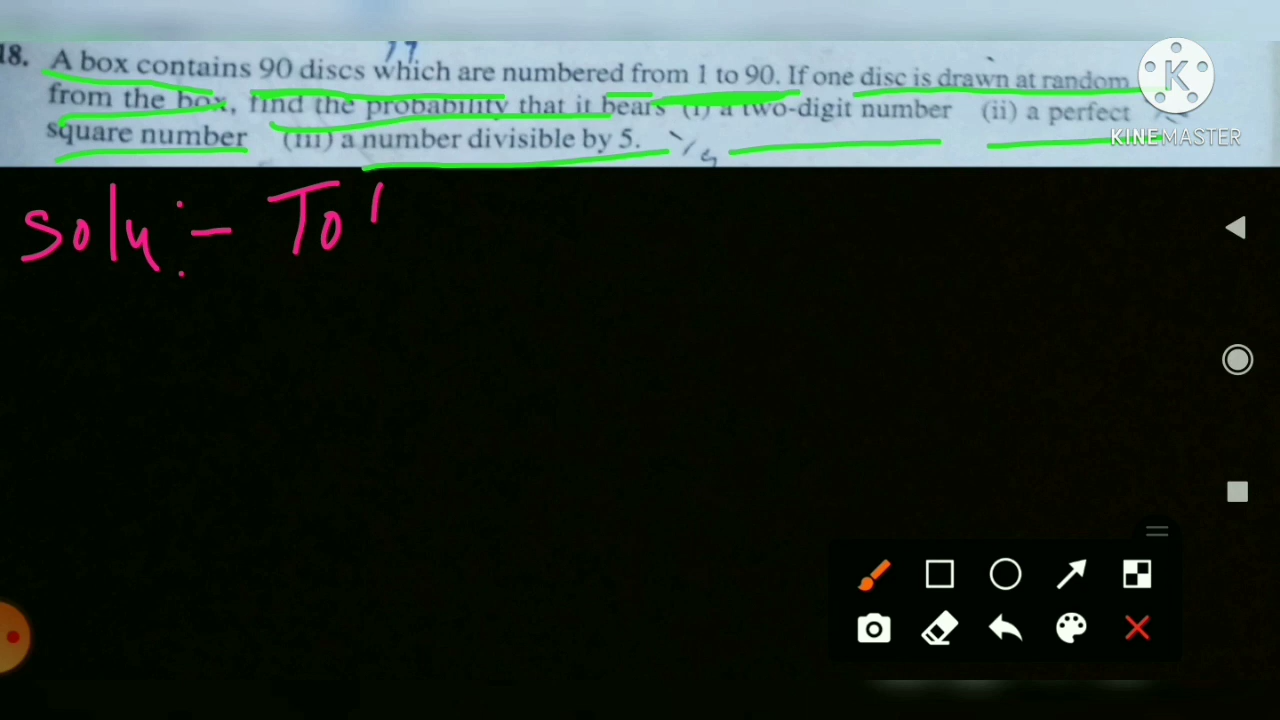 18. A box contains 90 discs which are numbered from 1 to 90. If one disc is drawn at random
from the box, find the probability that it bears (i) a two-digit number (ii) a perfect
square number (iii) a number divisible by 5.
KINEMASTER
K
Soln :- To